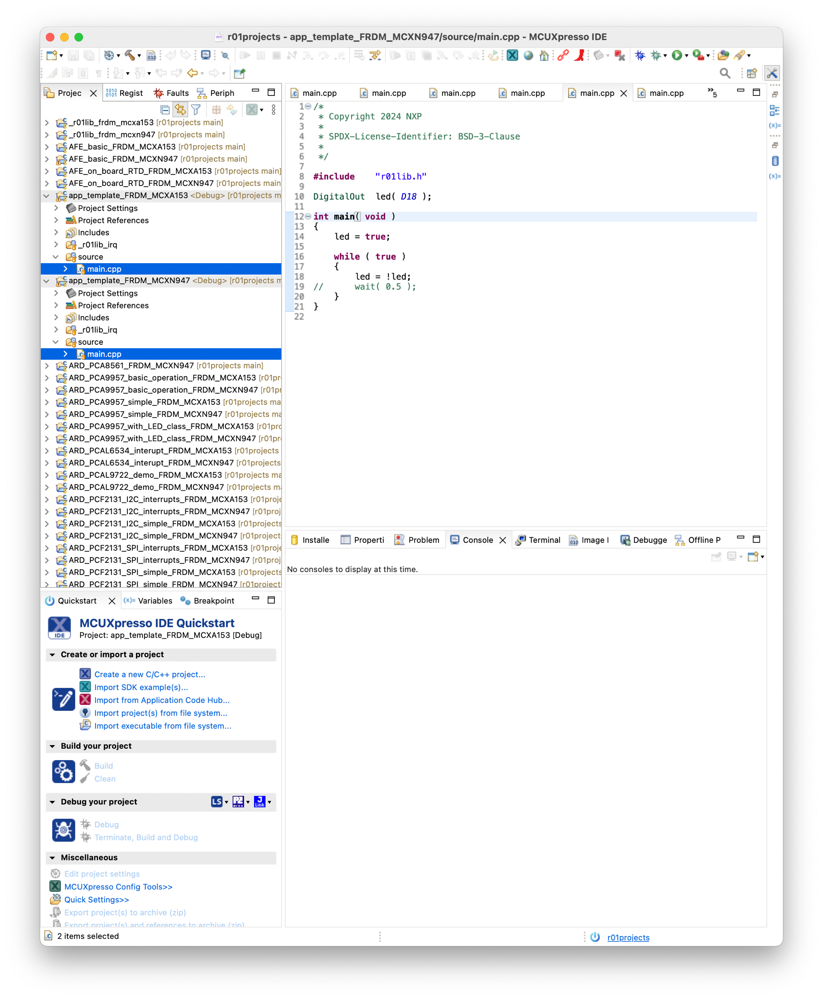 r01projects - app_template_FRDM_MCXN947/source/main.cpp - MCUXpresso IDE
Projec
Regist
Faults
Periph
_r01lib_frdm_mcxa153 [r01projects main]
_r01lib_frdm_mcxn947 [r01projects main]
AFE_basic_FRDM_MCXA153 [r01projects main]
AFE_basic_FRDM_MCXN947 [r01projects main]
AFE_on_board_RTD_FRDM_MCXA153 [r01projects main]
AFE_on_board_RTD_FRDM_MCXN947 [r01projects main
app_template_FRDM_MCXA153 <Debug> [r01projects m
Project Settings
Project References
Includes
_r01lib_irq
source
main.cpp
app_template_FRDM_MCXN947 <Debug> [r01projects m
Project Settings
Project References
Includes
_r01lib_irq
source
main.cpp
ARD_PCA8561_FRDM_MCXN947 [r01projects main]
ARD_PCA9957_basic_operation_FRDM_MCXA153 [r01pr
ARD_PCA9957_basic_operation_FRDM_MCXN947 [r01p
ARD_PCA9957_simple_FRDM_MCXA153 [r01projects ma
ARD_PCA9957_simple_FRDM_MCXN947 [r01projects ma
ARD_PCA9957_with_LED_class_FRDM_MCXA153 [r01prc
ARD_PCA9957_with_LED_class_FRDM_MCXN947 [r01prc
ARD_PCAL6534_interupt_FRDM_MCXA153 [r01projects
ARD_PCAL6534_interupt_FRDM_MCXN947 [r01projects
ARD_PCAL9722_demo_FRDM_MCXA153 [r01projects ma
ARD_PCAL9722_demo_FRDM_MCXN947 [r01projects ma
ARD_PCF2131_I2C_interrupts_FRDM_MCXA153 [r01proje
ARD_PCF2131_I2C_interrupts_FRDM_MCXN947 [r01proj
ARD_PCF2131_I2C_simple_FRDM_MCXA153 [r01projects
ARD_PCF2131_I2C_simple_FRDM_MCXN947 [r01project
ARD_PCF2131_SPI_interrupts_FRDM_MCXA153 [r01proje
ARD_PCF2131_SPI_interrupts_FRDM_MCXN947 [r01proj
ARD_PCF2131_SPI_simple_FRDM_MCXA153 [r01projects
ARD_PCF2131_SPI_simple_FRDM_MCXN947 [r01project
main.cpp
main.cpp
main.cpp
main.cpp
main.cpp
main.cpp
»5
1 /*
2  * Copyright 2024 NXP
3  *
4  * SPDX-License-Identifier: BSD-3-Clause
5  *
6  */
7
8 #include    "r01lib.h"
9
10 DigitalOut  led( D18 );
11
12 int main( void )
13 {
14     led = true;
15
16     while ( true )
17     {
18         led = !led;
19 //      wait( 0.5 );
20     }
21 }
22
Installe
Properti
Problem
Console
Terminal
Image I
Debugge
Offline P
No consoles to display at this time.
Quickstart
(x)= Variables
Breakpoint
IDE
MCUXpresso IDE Quickstart
Project: app_template_FRDM_MCXA153 [Debug]
Create or import a project
Create a new C/C++ project...
Import SDK example(s)...
Import from Application Code Hub...
Import project(s) from file system...
Import executable from file system...
Build your project
Build
Clean
Debug your project
LS
J Link
Debug
Terminate, Build and Debug
Miscellaneous
Edit project settings
MCUXpresso Config Tools>>
Quick Settings>>
Export project(s) to archive (zip)
Export project(s) and references to archive (zip)
2 items selected
r01projects